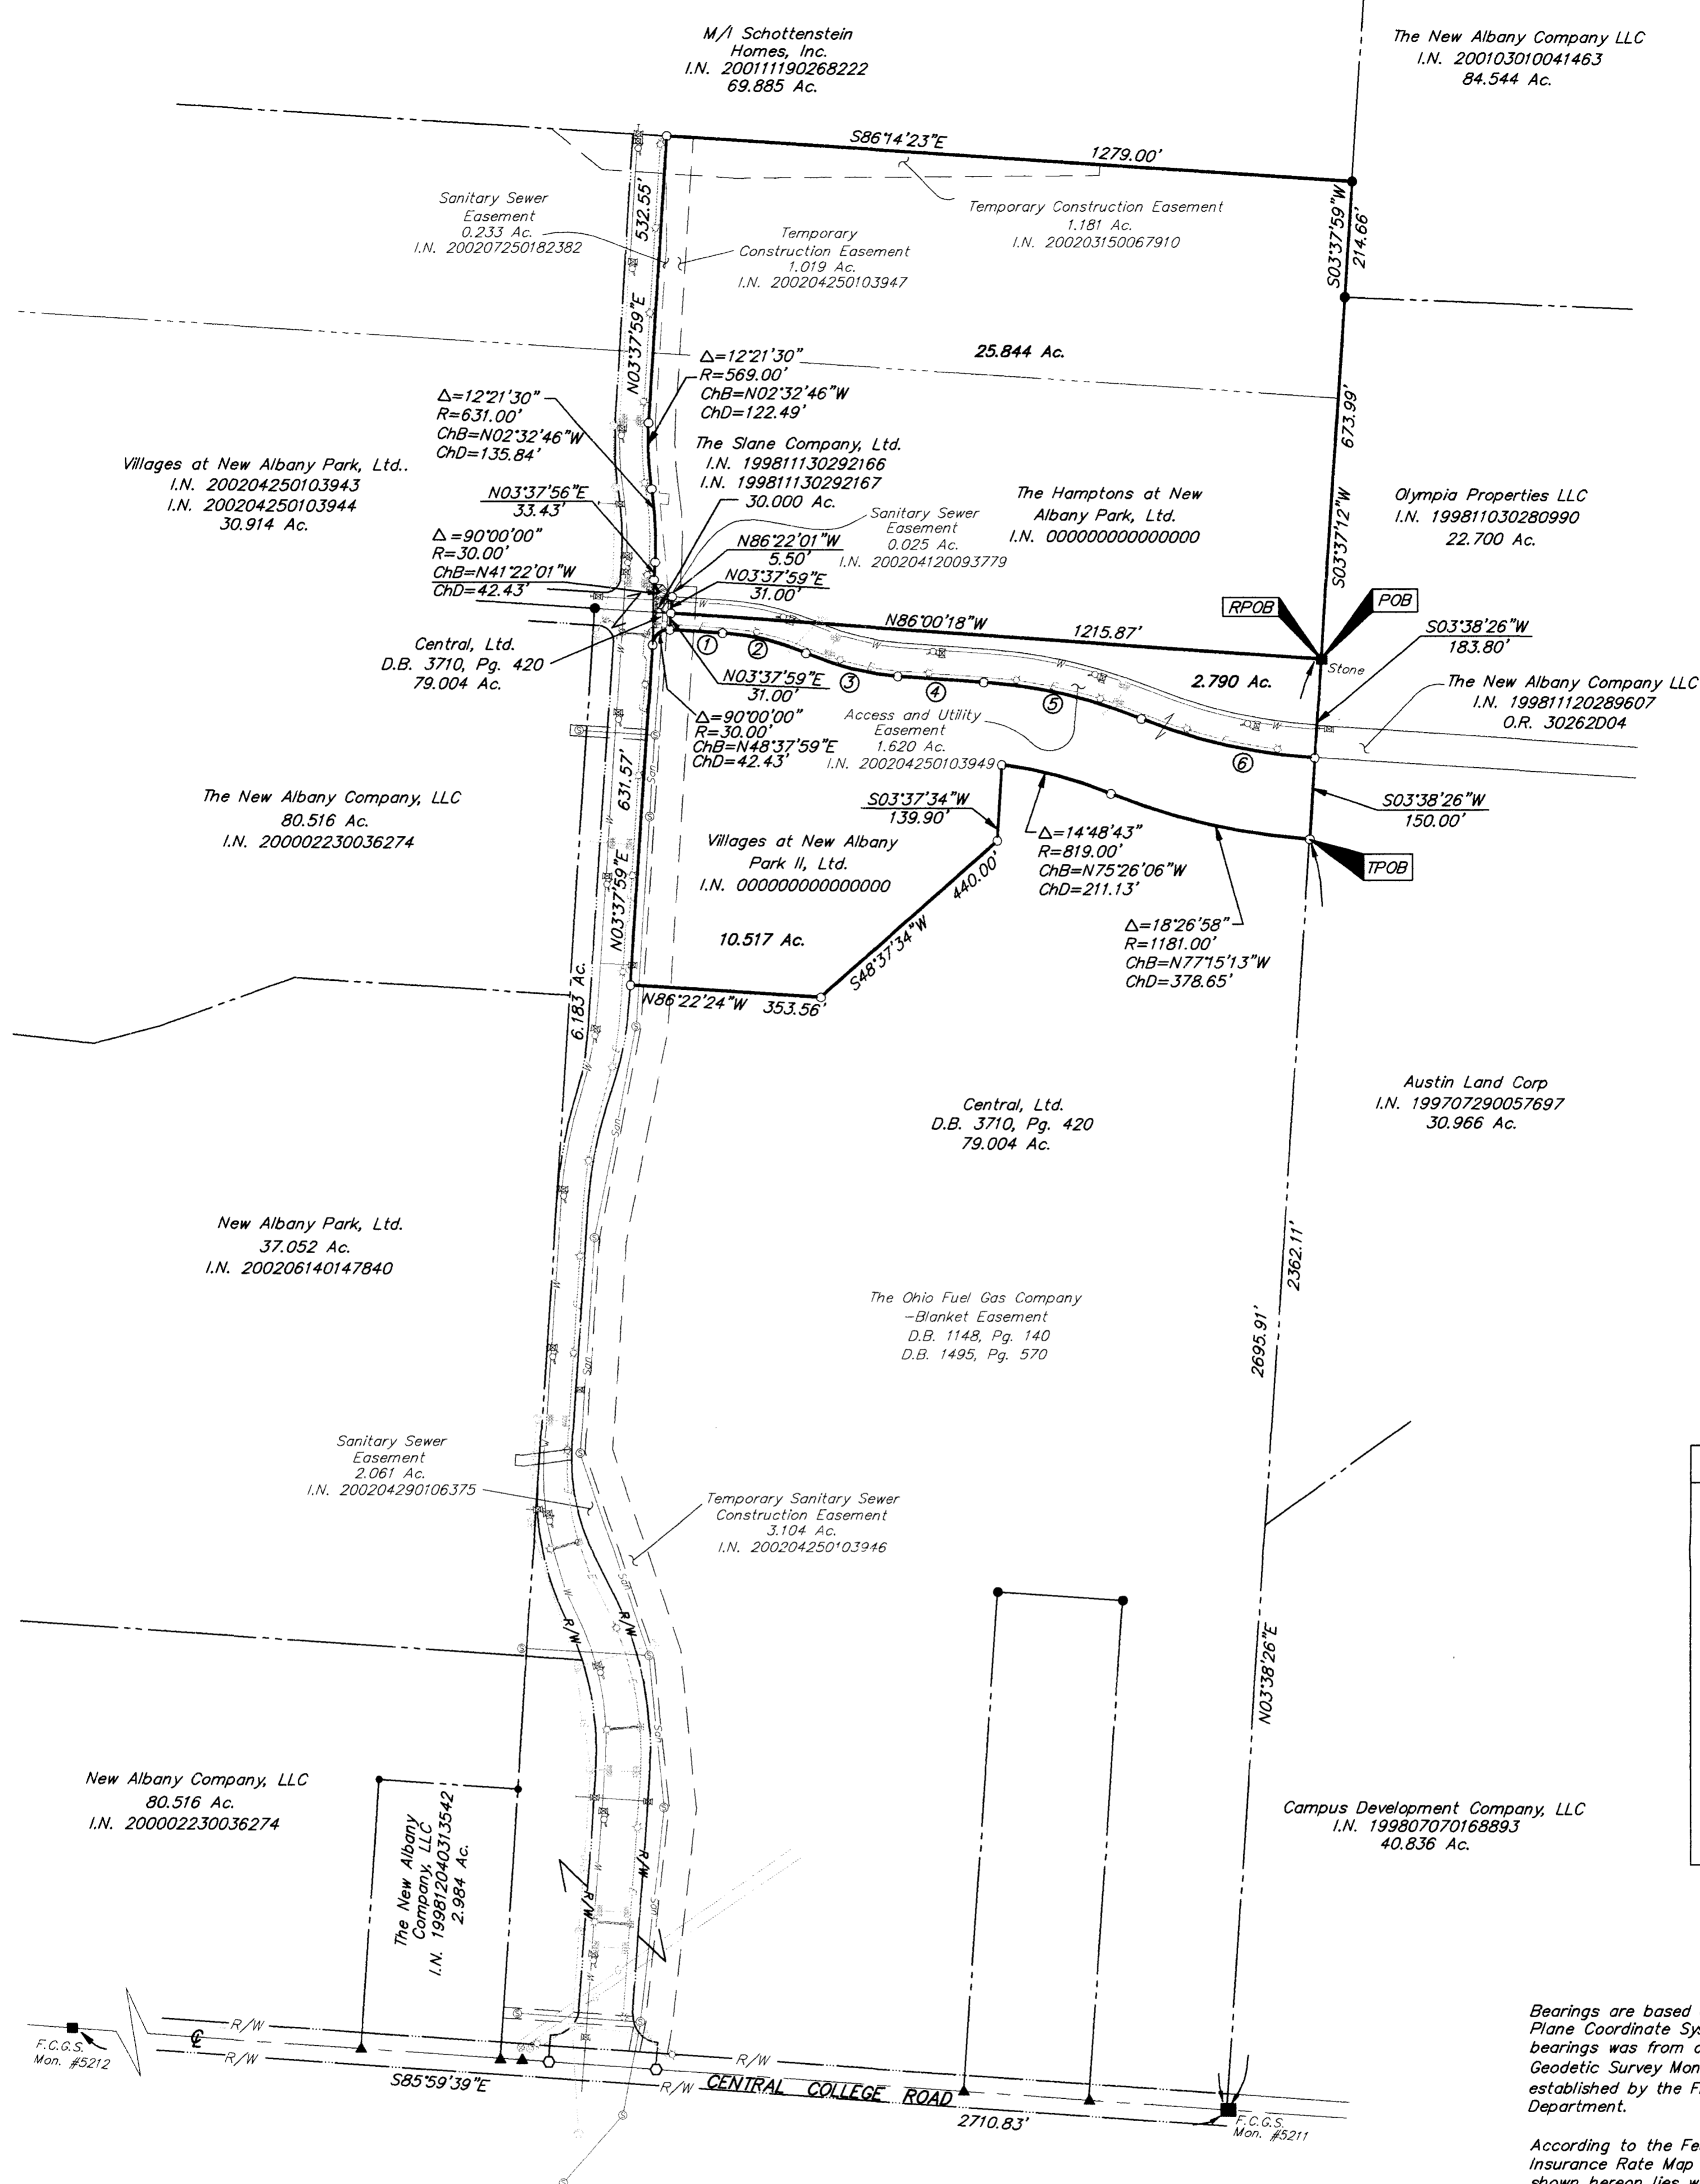 M/I Schottenstein
Homes, Inc.
I.N. 200111190268222
69.885 Ac.
The New Albany Company LLC
I.N. 200103010041463
84.544 Ac.
S86°14'23"E
1279.00'
Sanitary Sewer
Easement
0.233 Ac.
I.N. 200207250182382
532.55'
N03°37'59"E
Temporary
Construction Easement
1.019 Ac.
I.N. 200204250103947
Temporary Construction Easement
1.181 Ac.
I.N. 200203150067910
S03°37'59"W
214.66'
25.844 Ac.
Δ=12°21'30"
R=569.00'
ChB=N02°32'46"W
ChD=122.49'
Δ=12°21'30"
R=631.00'
ChB=N02°32'46"W
ChD=135.84'
673.99'
S03°37'12"W
Villages at New Albany Park, Ltd..
I.N. 200204250103943
I.N. 200204250103944
30.914 Ac.
The Slane Company, Ltd.
I.N. 199811130292166
I.N. 199811130292167
30.000 Ac.
The Hamptons at New
Albany Park, Ltd.
I.N. 000000000000000
Olympia Properties LLC
I.N. 199811030280990
22.700 Ac.
N03°37'56"E
33.43'
Sanitary Sewer
Easement
0.025 Ac.
I.N. 200204120093779
Δ=90°00'00"
R=30.00'
ChB=N41°22'01"W
ChD=42.43'
N86°22'01"W
5.50'
N03°37'59"E
31.00'
RPOB
POB
N86°00'18"W
1215.87'
S03°38'26"W
183.80'
Central, Ltd.
D.B. 3710, Pg. 420
79.004 Ac.
1
2
3
4
5
6
N03°37'59"E
31.00'
Stone
2.790 Ac.
The New Albany Company LLC
I.N. 199811120289607
O.R. 30262D04
Δ=90°00'00"
R=30.00'
ChB=N48°37'59"E
ChD=42.43'
Access and Utility
Easement
1.620 Ac.
I.N. 200204250103949
631.57'
N03°37'59"E
The New Albany Company, LLC
80.516 Ac.
I.N. 200002230036274
S03°37'34"W
139.90'
S03°38'26"W
150.00'
Villages at New Albany
Park II, Ltd.
I.N. 000000000000000
Δ=14°48'43"
R=819.00'
ChB=N75°26'06"W
ChD=211.13'
TPOB
440.00'
S48°37'34"W
10.517 Ac.
Δ=18°26'58"
R=1181.00'
ChB=N77°15'13"W
ChD=378.65'
6.183 Ac.
N86°22'24"W
353.56'
Central, Ltd.
D.B. 3710, Pg. 420
79.004 Ac.
Austin Land Corp
I.N. 199707290057697
30.966 Ac.
New Albany Park, Ltd.
37.052 Ac.
I.N. 200206140147840
2362.11'
2695.91'
The Ohio Fuel Gas Company
-Blanket Easement
D.B. 1148, Pg. 140
D.B. 1495, Pg. 570
Sanitary Sewer
Easement
2.061 Ac.
I.N. 200204290106375
Temporary Sanitary Sewer
Construction Easement
3.104 Ac.
I.N. 200204250103946
R/W
R/W
N03°38'26"E
New Albany Company, LLC
80.516 Ac.
I.N. 200002230036274
The New Albany
Company, LLC
I.N. 199812040313542
2.984 Ac.
Campus Development Company, LLC
I.N. 199807070168893
40.836 Ac.
R/W
R/W
F.C.G.S.
Mon. #5212
R/W
R/W
S85°59'39"E
R/W
R/W
CENTRAL COLLEGE ROAD
2710.83'
F.C.G.S.
Mon. #5211
Bearings are based
Plane Coordinate Sys
bearings was from
Geodetic Survey Mon
established by the F
Department.
According to the Fe
Insurance Rate Map
shown hereon lies w